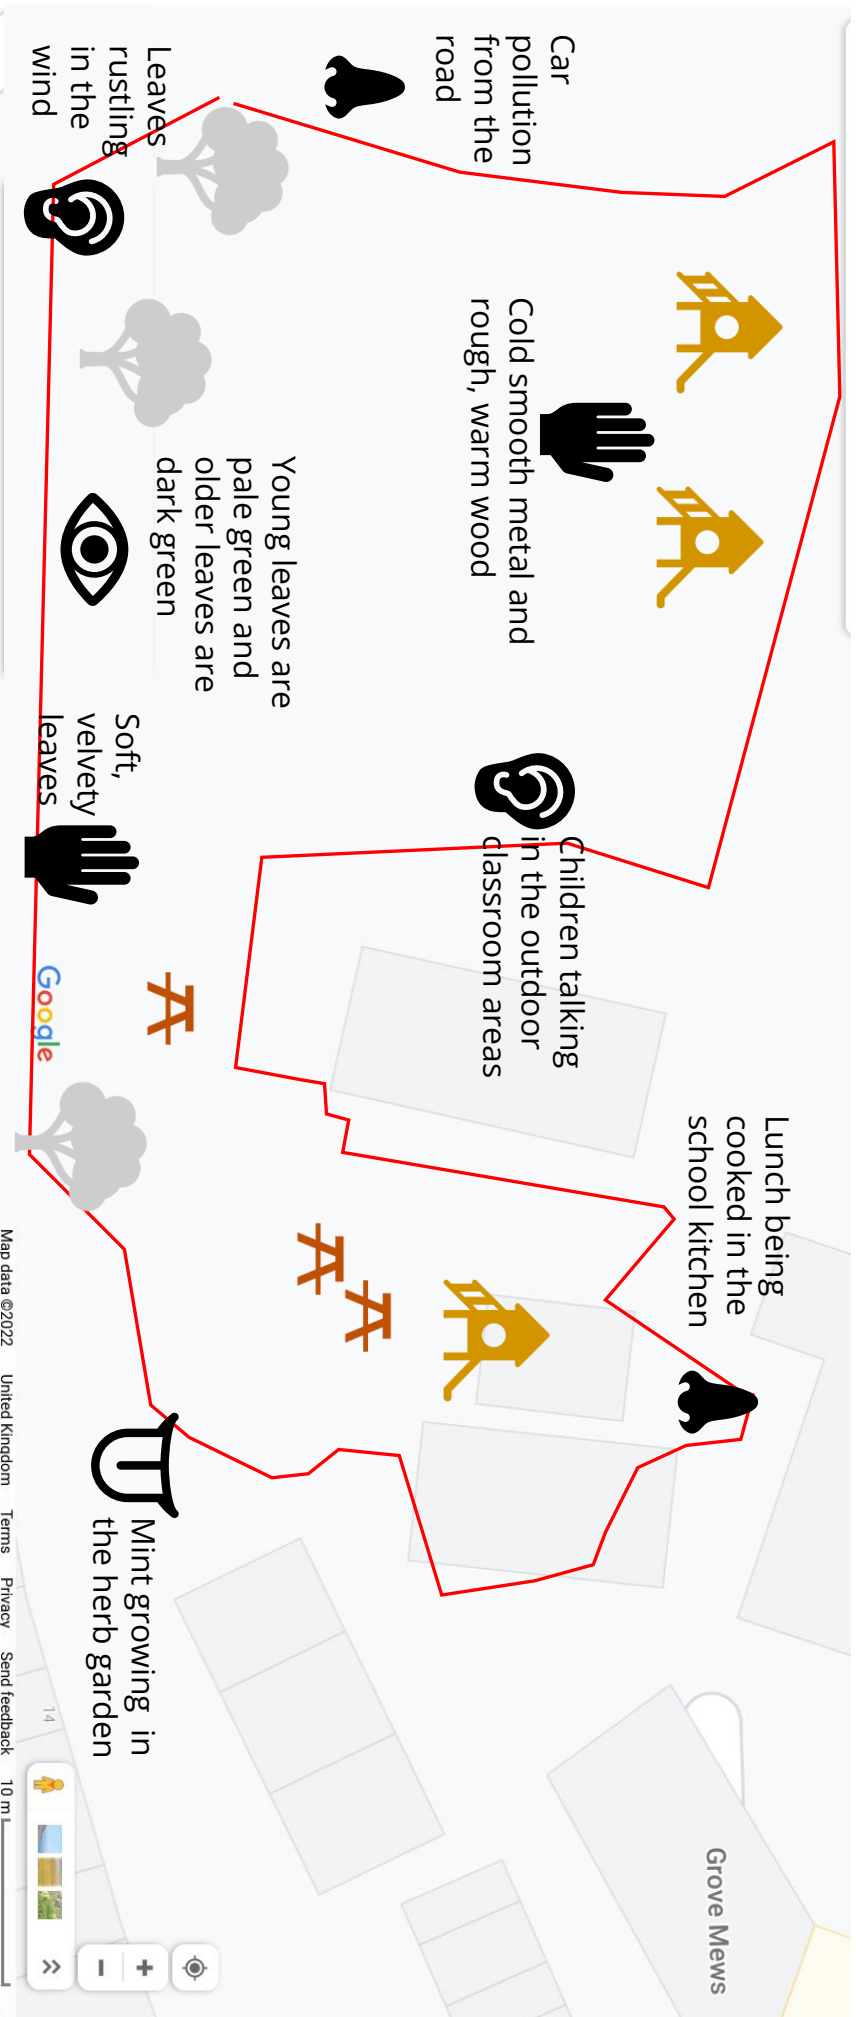 Car
pollution
from the
road
Leaves
rustling
in the
wind
Cold smooth metal and
rough, warm wood
Young leaves are
pale green and
older leaves are
dark green
Soft,
velvety
leaves
Children talking
in the outdoor
classroom areas
Lunch being
cooked in the
school kitchen
Mint growing in
the herb garden
Grove Mews
14
Google
Map data ©2022 United Kingdom Terms Privacy Send feedback 10 m